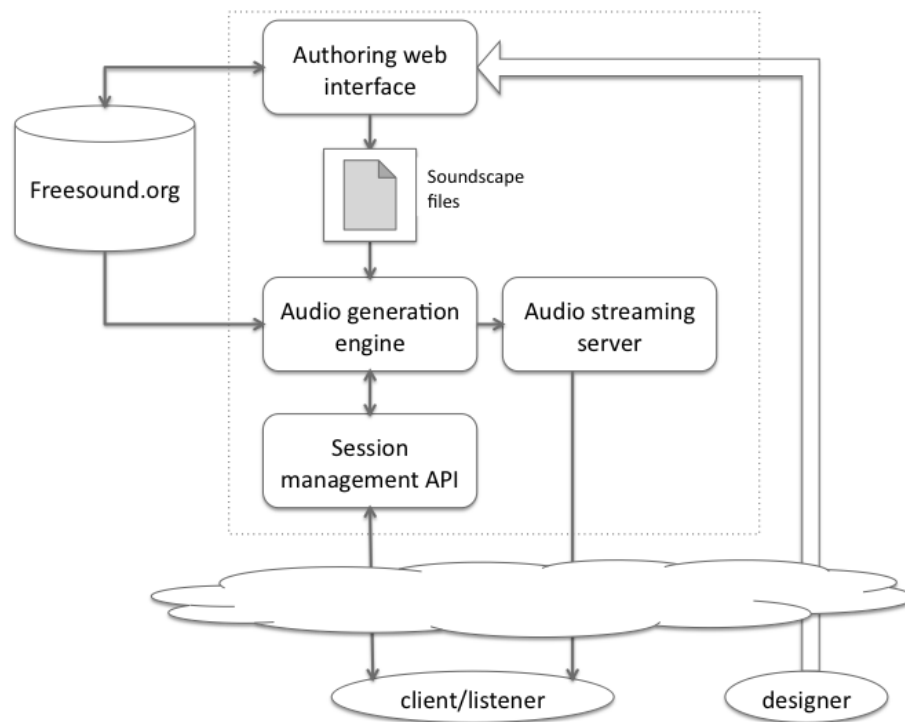 Authoring web
interface
Freesound.org
Soundscape
files
Audio generation
engine
Audio streaming
server
Session
management API
client/listener
designer